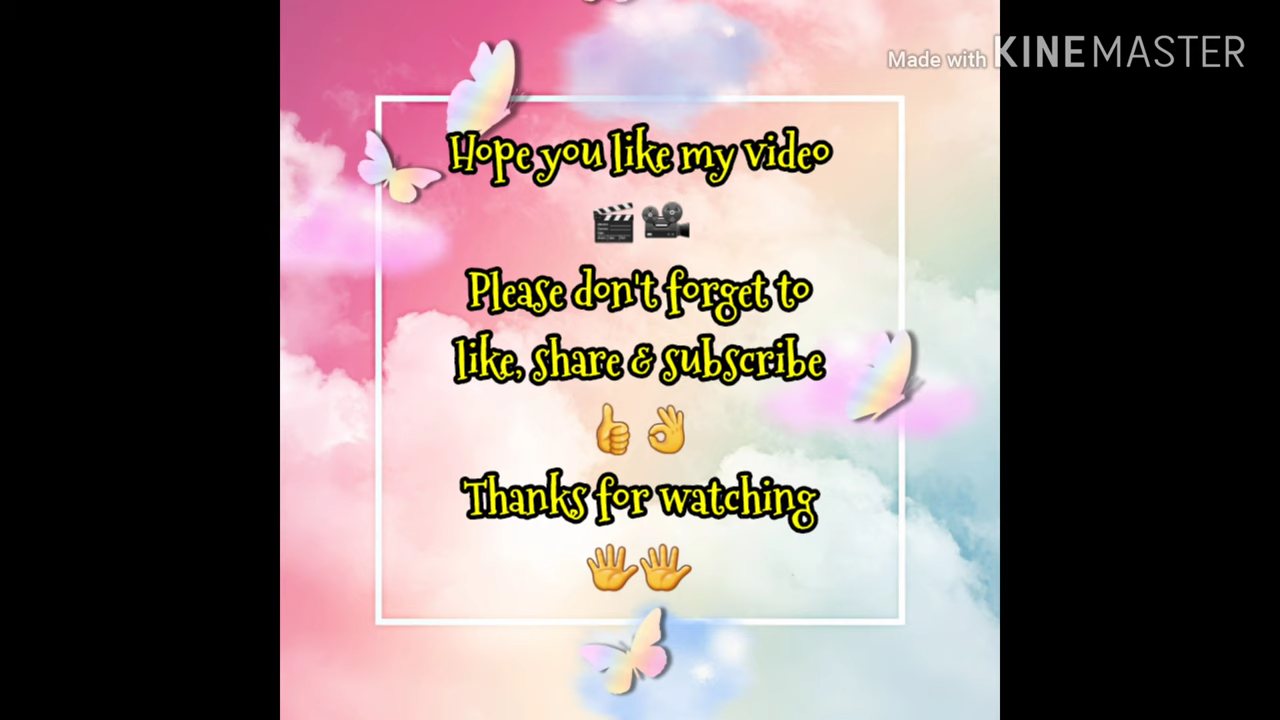 Made with KINEMASTER
Hope you like my video
🎬 🎥
Please don't forget to
like, share & subscribe
👍 👌
Thanks for watching
👋👋